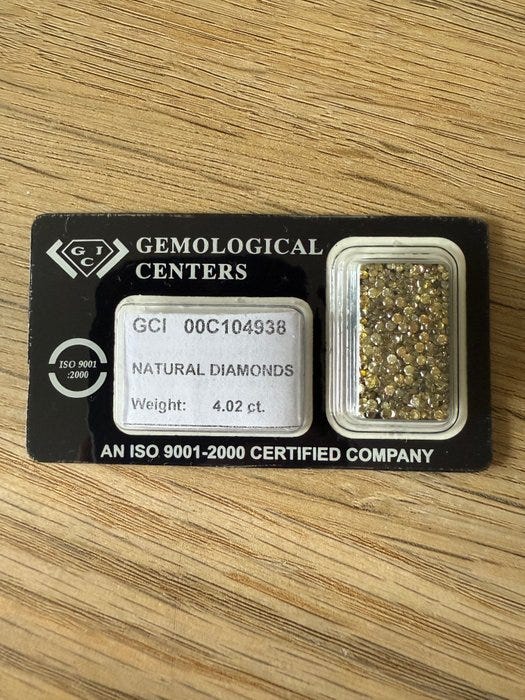 G I
C
GEMOLOGICAL
CENTERS
GCI 00C104938
NATURAL DIAMONDS
Weight: 4.02 ct.
ISO 9001
:2000
AN ISO 9001-2000 CERTIFIED COMPANY